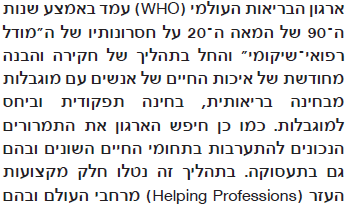 ארגון הבריאות העולמי (WHO) עמד באמצע שנות
ה־90 של המאה ה־20 על חסרונותיו של ה״מודל
רפואי־שיקומי״ והחל בתהליך של חקירה והבנה
מחודשת של איכות החיים של אנשים עם מוגבלות
מבחינה בריאותית, בחינה תפקודית וביחס
למוגבלות. כמו כן חיפש הארגון את התמרורים
הנכונים להתערבות בתחומי החיים השונים ובהם
גם בתעסוקה. בתהליך זה נטלו חלק מקצועות
העזר (Helping Professions) מרחבי העולם ובהם